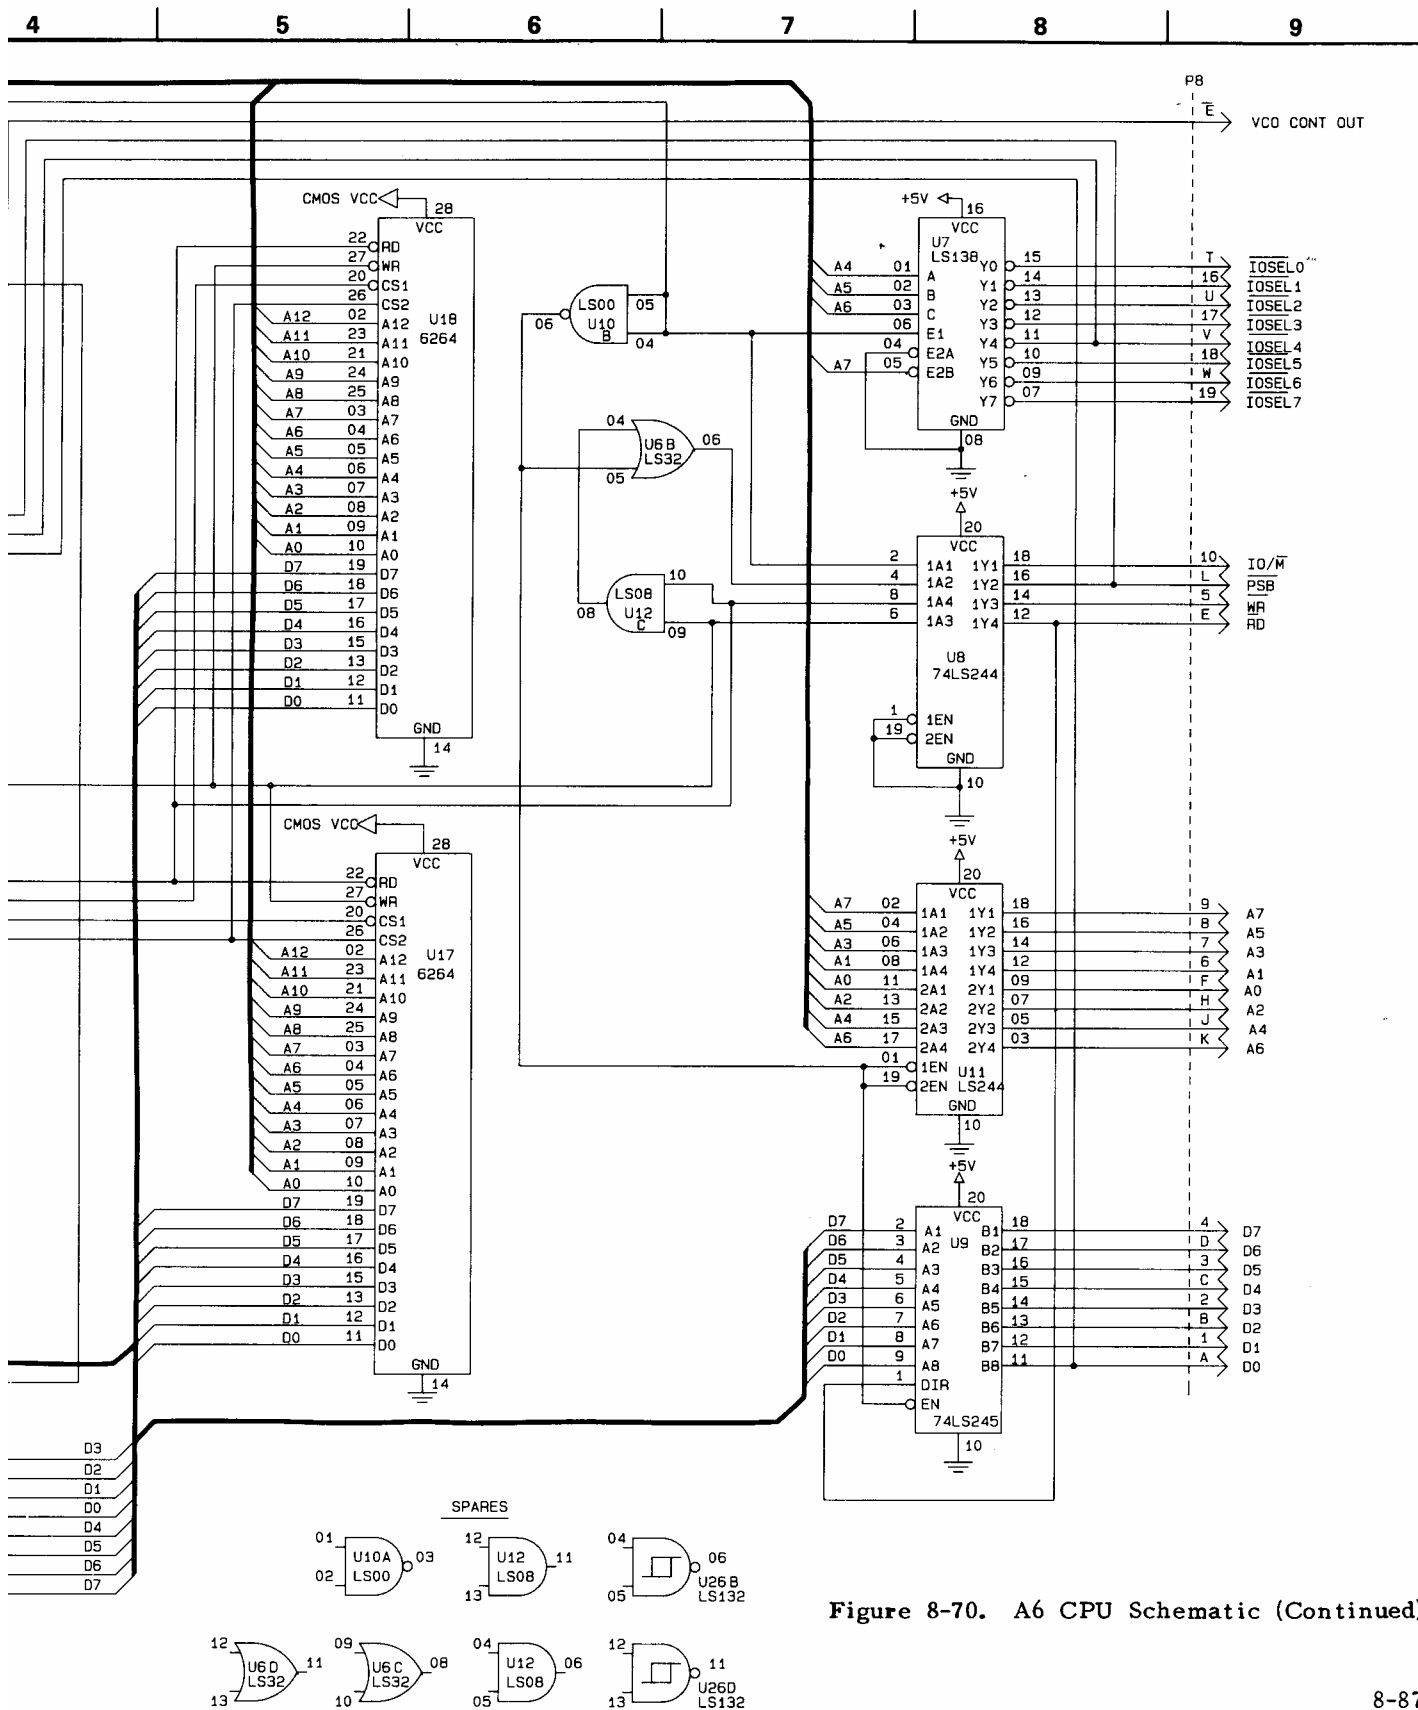 4 5 6 7 8 9
P8
E̅ VCO CONT OUT
CMOS VCC
28
VCC
22 RD
27 WR
20 CS1
26 CS2
A12 02 A12
A11 23 A11
A10 21 A10
A9 24 A9
A8 25 A8
A7 03 A7
A6 04 A6
A5 05 A5
A4 06 A4
A3 07 A3
A2 08 A2
A1 09 A1
A0 10 A0
D7 19 D7
D6 18 D6
D5 17 D5
D4 16 D4
D3 15 D3
D2 13 D2
D1 12 D1
D0 11 D0
U18
6264
GND
14
LS00
U10
B
05
04
06
04
05
U6B
LS32
06
LS08
U12
C
10
09
08
+5V
16
VCC
U7
LS138
A4 01 A
A5 02 B
A6 03 C
06 E1
04 E2A
A7 05 E2B
Y0 15 T IOSEL0
Y1 14 16 IOSEL1
Y2 13 U IOSEL2
Y3 12 17 IOSEL3
Y4 11 V IOSEL4
Y5 10 18 IOSEL5
Y6 09 W IOSEL6
Y7 07 19 IOSEL7
GND
08
+5V
20
VCC
2 1A1 1Y1 18 10 IO/M̅
4 1A2 1Y2 16 L PSB
8 1A4 1Y3 14 5 WR
6 1A3 1Y4 12 E RD
U8
74LS244
1 1EN
19 2EN
GND
10
CMOS VCC
28
VCC
22 RD
27 WR
20 CS1
26 CS2
A12 02 A12
A11 23 A11
A10 21 A10
A9 24 A9
A8 25 A8
A7 03 A7
A6 04 A6
A5 05 A5
A4 06 A4
A3 07 A3
A2 08 A2
A1 09 A1
A0 10 A0
D7 19 D7
D6 18 D6
D5 17 D5
D4 16 D4
D3 15 D3
D2 13 D2
D1 12 D1
D0 11 D0
U17
6264
GND
14
+5V
20
VCC
A7 02 1A1 1Y1 18 9 A7
A5 04 1A2 1Y2 16 8 A5
A3 06 1A3 1Y3 14 7 A3
A1 08 1A4 1Y4 12 6 A1
A0 11 2A1 2Y1 09 F A0
A2 13 2A2 2Y2 07 H A2
A4 15 2A3 2Y3 05 J A4
A6 17 2A4 2Y4 03 K A6
01 1EN U11
19 2EN LS244
GND
10
+5V
20
VCC
U9
D7 2 A1 B1 18 4 D7
D6 3 A2 B2 17 D D6
D5 4 A3 B3 16 3 D5
D4 5 A4 B4 15 C D4
D3 6 A5 B5 14 2 D3
D2 7 A6 B6 13 B D2
D1 8 A7 B7 12 1 D1
D0 9 A8 B8 11 A D0
1 DIR
EN
74LS245
10
D3
D2
D1
D0
D4
D5
D6
D7
SPARES
01 02 U10A LS00 03
12 13 U12 LS08 11
04 05 06 U26B LS132
12 13 U6D LS32 11
09 10 U6C LS32 08
04 05 U12 LS08 06
12 13 11 U26D LS132
Figure 8-70. A6 CPU Schematic (Continued)
8-87